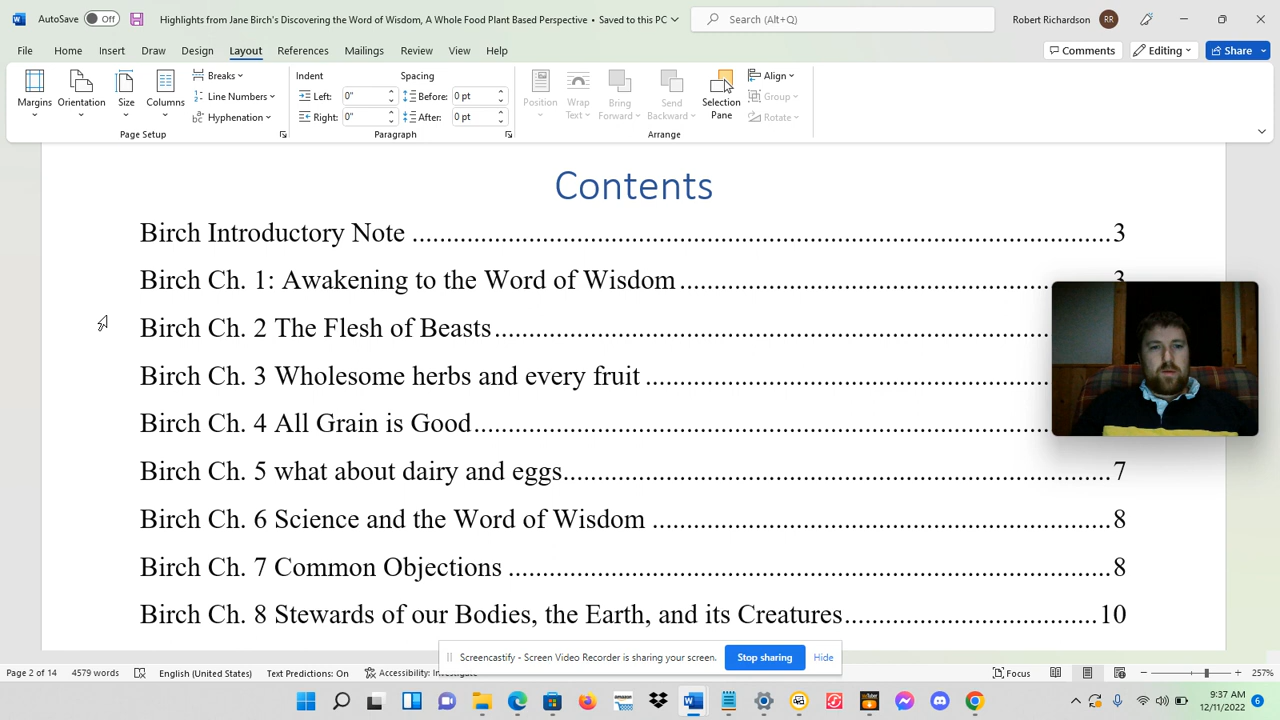 AutoSave Off Highlights from Jane Birch's Discovering the Word of Wisdom, A Whole Food Plant Based Perspective • Saved to this PC Search (Alt+Q) Robert Richardson RR
File Home Insert Draw Design Layout References Mailings Review View Help Comments Editing Share
Margins Orientation Size Columns Breaks Line Numbers Hyphenation
Indent Spacing
Left: 0" Before: 0 pt
Right: 0" After: 0 pt
Position Wrap Text Bring Forward Send Backward Selection Pane Align Group Rotate
Page Setup Paragraph Arrange
Contents
Birch Introductory Note ........ 3
Birch Ch. 1: Awakening to the Word of Wisdom ........ 3
Birch Ch. 2 The Flesh of Beasts ........
Birch Ch. 3 Wholesome herbs and every fruit ........
Birch Ch. 4 All Grain is Good ........
Birch Ch. 5 what about dairy and eggs ........ 7
Birch Ch. 6 Science and the Word of Wisdom ........ 8
Birch Ch. 7 Common Objections ........ 8
Birch Ch. 8 Stewards of our Bodies, the Earth, and its Creatures ........ 10
Screencastify - Screen Video Recorder is sharing your screen. Stop sharing Hide
Page 2 of 14 4579 words English (United States) Text Predictions: On Accessibility: Investigate Focus 257%
amazon
9:37 AM
12/11/2022 6